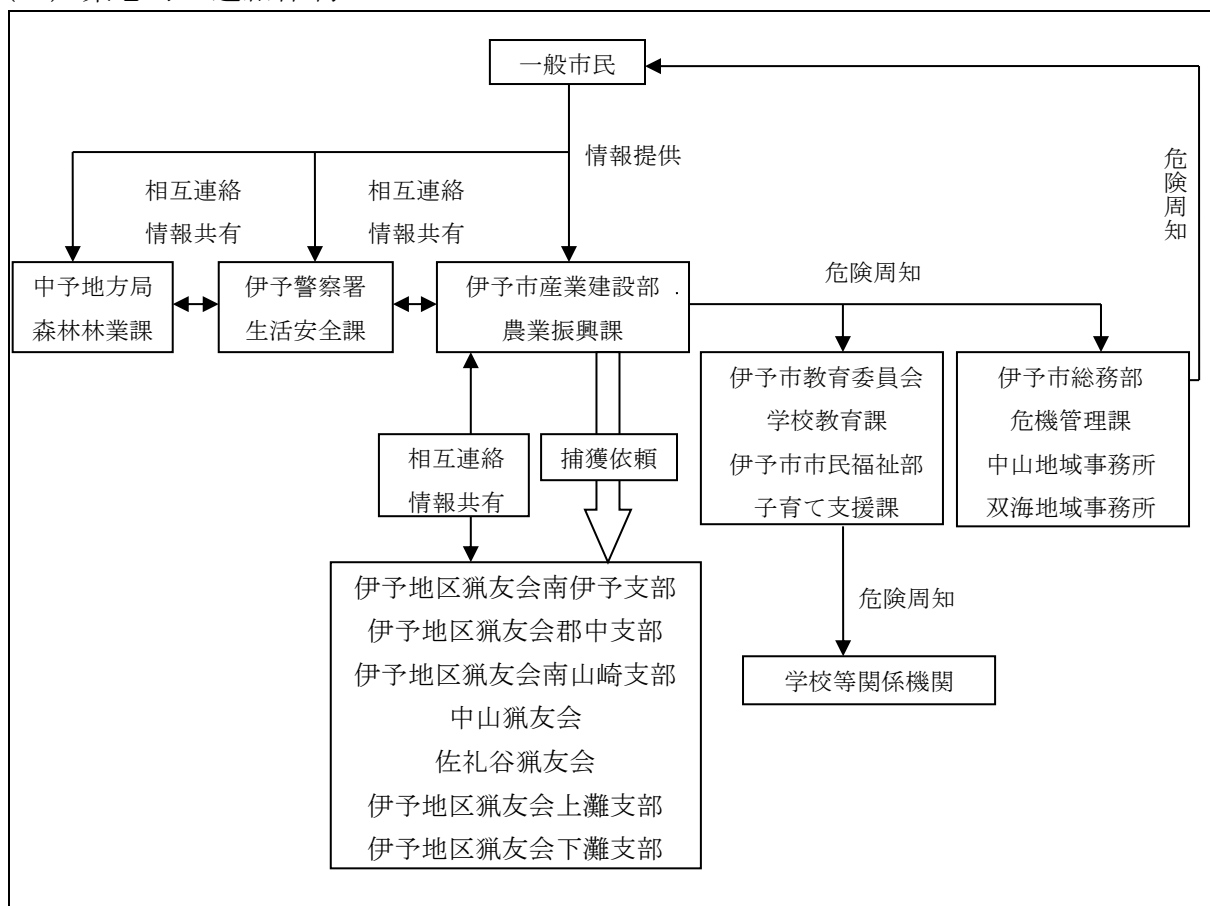 一般市民
情報提供
危険周知
相互連絡
情報共有
相互連絡
情報共有
中予地方局
森林林業課
伊予警察署
生活安全課
伊予市産業建設部 .
農業振興課
危険周知
伊予市教育委員会
学校教育課
伊予市市民福祉部
子育て支援課
伊予市総務部
危機管理課
中山地域事務所
双海地域事務所
相互連絡
情報共有
捕獲依頼
伊予地区猟友会南伊予支部
伊予地区猟友会郡中支部
伊予地区猟友会南山崎支部
中山猟友会
佐礼谷猟友会
伊予地区猟友会上灘支部
伊予地区猟友会下灘支部
危険周知
学校等関係機関